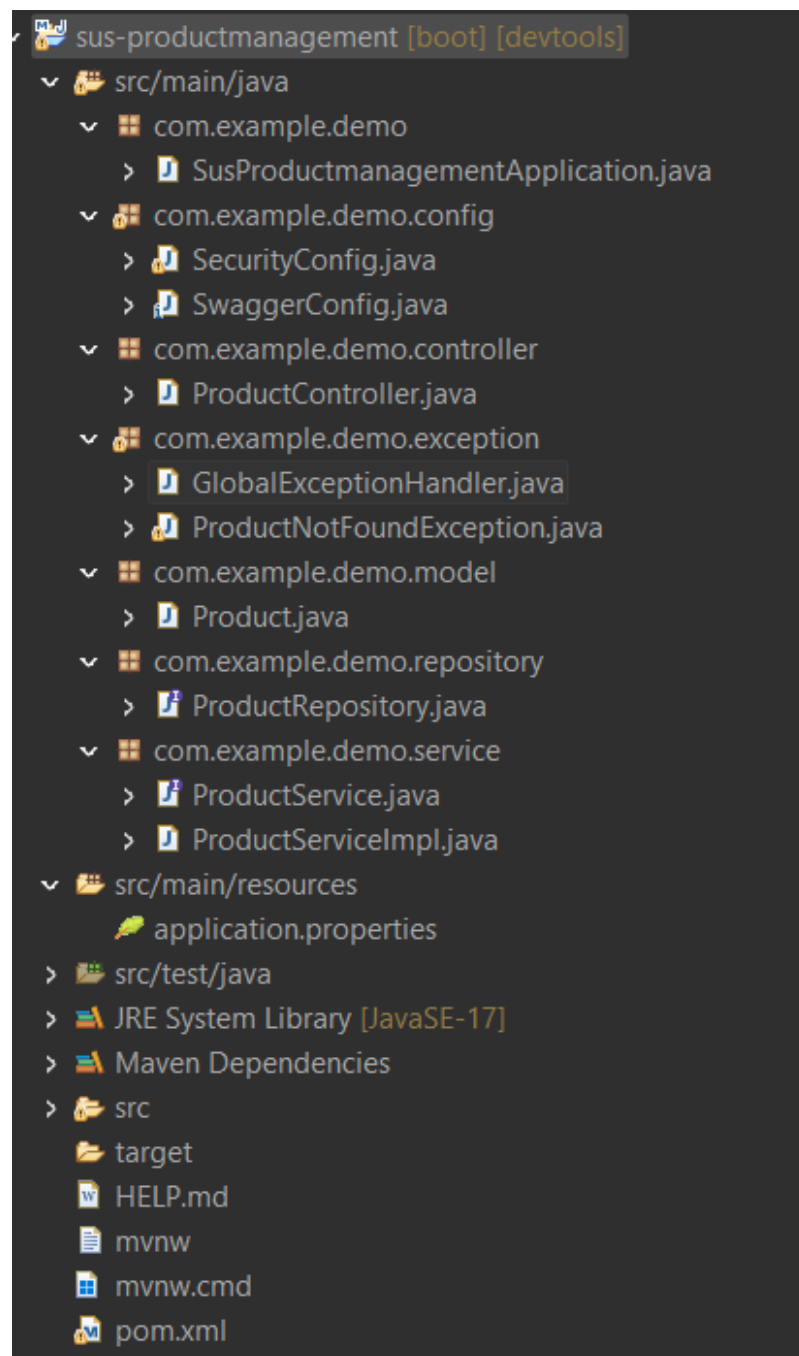 sus-productmanagement [boot] [devtools]
src/main/java
com.example.demo
SusProductmanagementApplication.java
com.example.demo.config
SecurityConfig.java
SwaggerConfig.java
com.example.demo.controller
ProductController.java
com.example.demo.exception
GlobalExceptionHandler.java
ProductNotFoundException.java
com.example.demo.model
Product.java
com.example.demo.repository
ProductRepository.java
com.example.demo.service
ProductService.java
ProductServiceImpl.java
src/main/resources
application.properties
src/test/java
JRE System Library [JavaSE-17]
Maven Dependencies
src
target
HELP.md
mvnw
mvnw.cmd
pom.xml